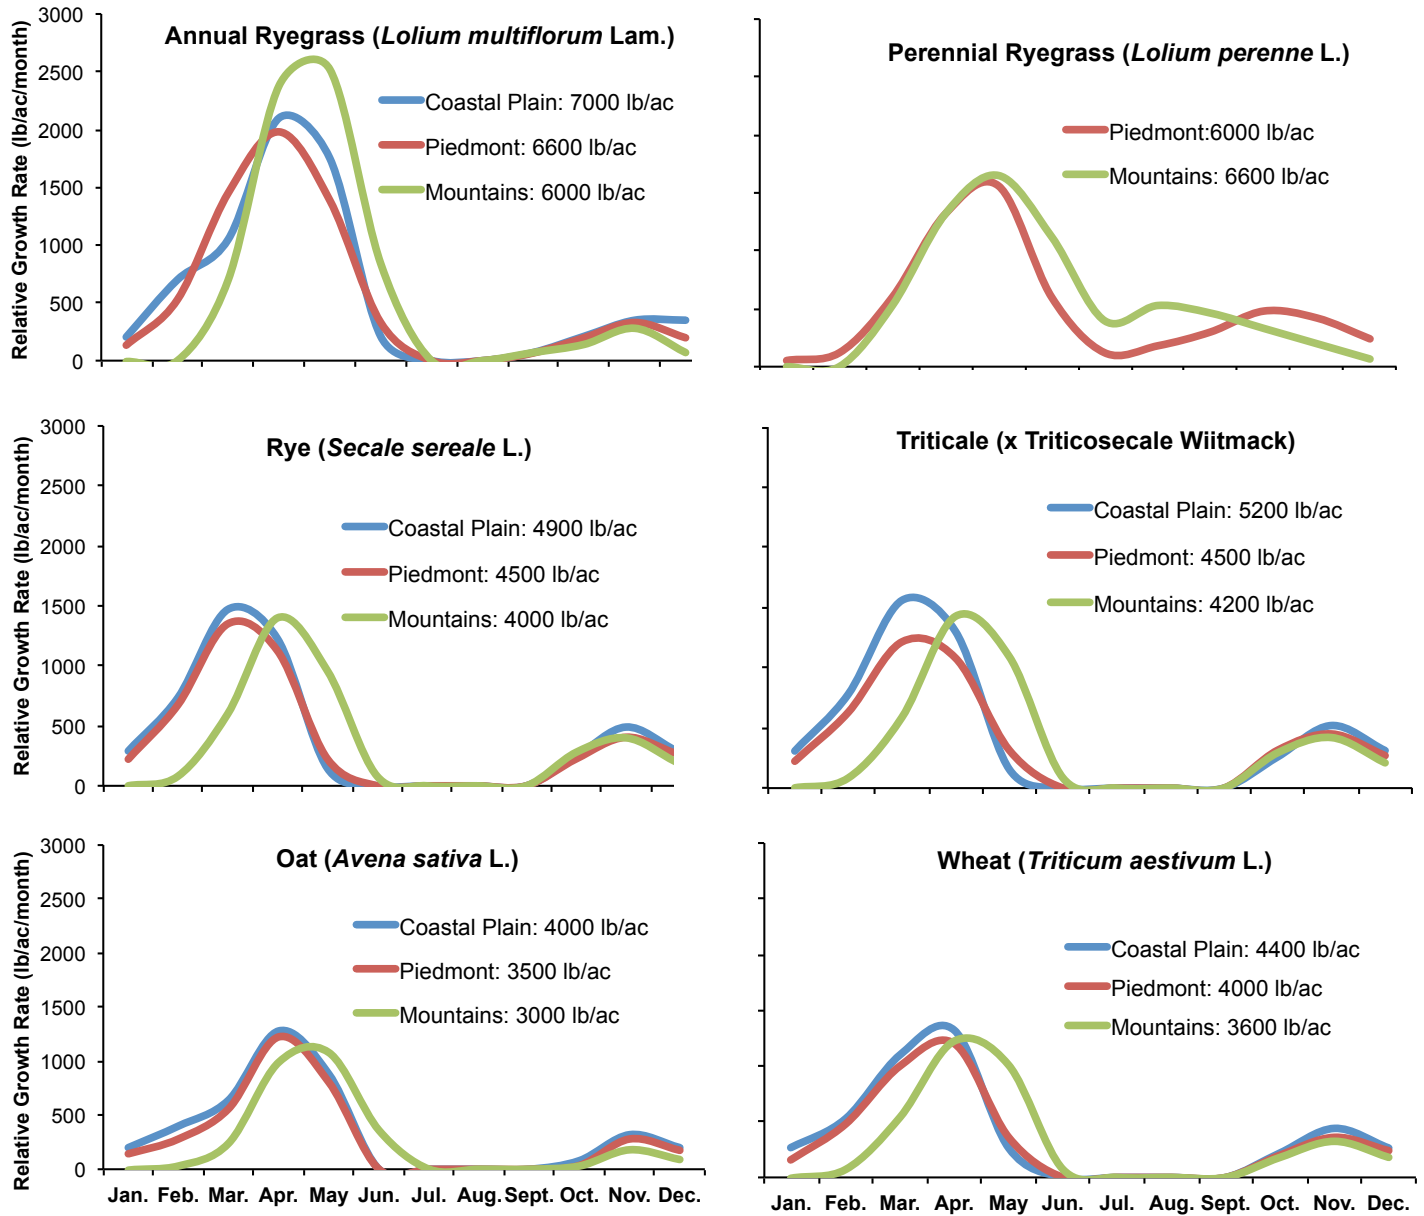 Annual Ryegrass (Lolium multiflorum Lam.)
Relative Growth Rate (lb/ac/month)
3000
2500
2000
1500
1000
500
0
Coastal Plain: 7000 lb/ac
Piedmont: 6600 lb/ac
Mountains: 6000 lb/ac
Perennial Ryegrass (Lolium perenne L.)
Piedmont:6000 lb/ac
Mountains: 6600 lb/ac
Rye (Secale sereale L.)
Relative Growth Rate (lb/ac/month)
3000
2500
2000
1500
1000
500
0
Coastal Plain: 4900 lb/ac
Piedmont: 4500 lb/ac
Mountains: 4000 lb/ac
Triticale (x Triticosecale Wiitmack)
Coastal Plain: 5200 lb/ac
Piedmont: 4500 lb/ac
Mountains: 4200 lb/ac
Oat (Avena sativa L.)
Relative Growth Rate (lb/ac/month)
3000
2500
2000
1500
1000
500
0
Coastal Plain: 4000 lb/ac
Piedmont: 3500 lb/ac
Mountains: 3000 lb/ac
Jan. Feb. Mar. Apr. May Jun. Jul. Aug. Sept. Oct. Nov. Dec.
Wheat (Triticum aestivum L.)
Coastal Plain: 4400 lb/ac
Piedmont: 4000 lb/ac
Mountains: 3600 lb/ac
Jan. Feb. Mar. Apr. May Jun. Jul. Aug. Sept. Oct. Nov. Dec.